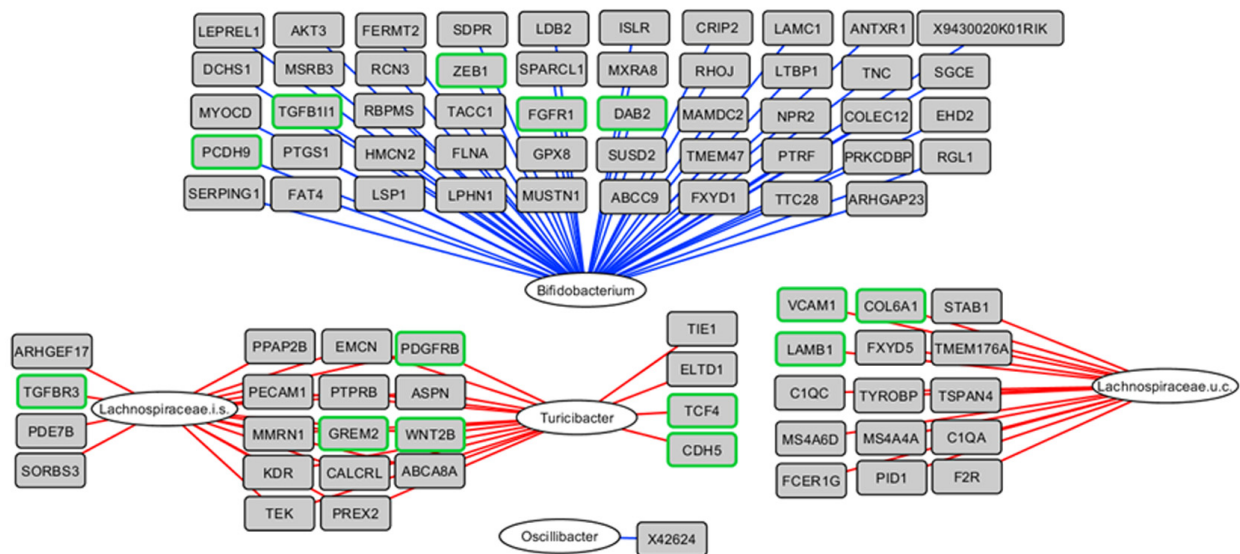 LEPREL1 AKT3 FERMT2 SDPR LDB2 ISLR CRIP2 LAMC1 ANTXR1 X9430020K01RIK
DCHS1 MSRB3 RCN3 ZEB1 SPARCL1 MXRA8 RHOJ LTBP1 TNC SGCE
MYOCD TGFB1I1 RBPMS TACC1 FGFR1 DAB2 MAMDC2 NPR2 COLEC12 EHD2
PCDH9 PTGS1 HMCN2 FLNA GPX8 SUSD2 TMEM47 PTRF PRKCDBP RGL1
SERPING1 FAT4 LSP1 LPHN1 MUSTN1 ABCC9 FXYD1 TTC28 ARHGAP23
Bifidobacterium
ARHGEF17
TGFBR3
PDE7B
SORBS3
Lachnospiraceae.i.s.
PPAP2B EMCN PDGFRB
PECAM1 PTPRB ASPN
MMRN1 GREM2 WNT2B
KDR CALCRL ABCA8A
TEK PREX2
Turicibacter
TIE1
ELTD1
TCF4
CDH5
VCAM1 COL6A1 STAB1
LAMB1 FXYD5 TMEM176A
C1QC TYROBP TSPAN4
MS4A6D MS4A4A C1QA
FCER1G PID1 F2R
Lachnospiraceae.u.c.
Oscillibacter X42624